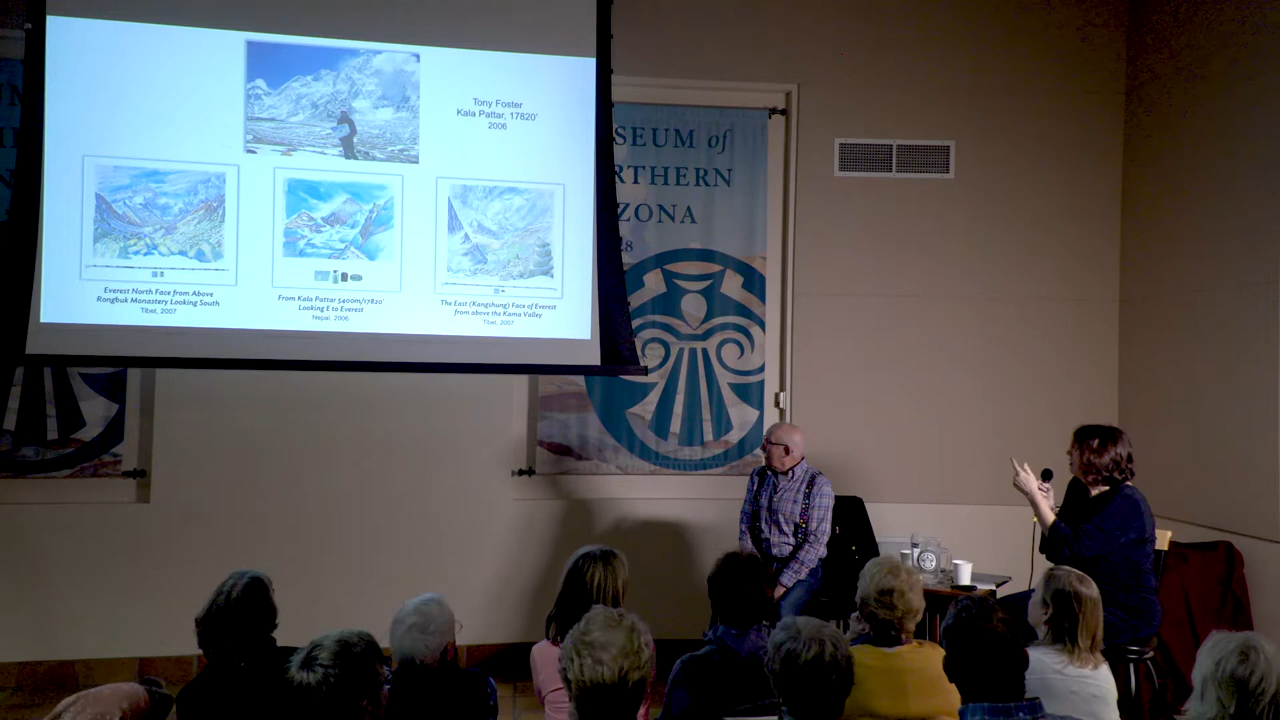 Tony Foster
Kala Pattar, 17820'
2006
Everest North Face from Above
Rongbuk Monastery Looking South
Tibet, 2007
From Kala Pattar 5400m/17820'
Looking E to Everest
Nepal, 2006
The East (Kangshung) Face of Everest
from above the Kama Valley
Tibet, 2007
SEUM of
RTHERN
ZONA
28